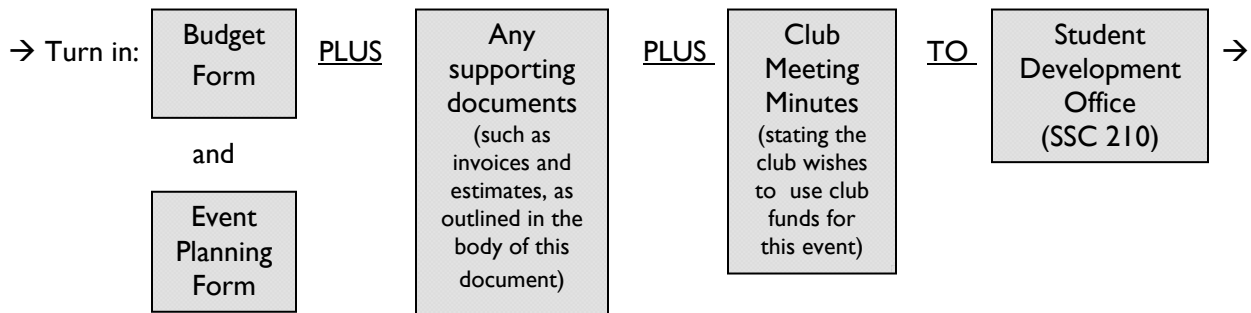 → Turn in:
Budget
Form
and
Event
Planning
Form
PLUS
Any
supporting
documents
(such as
invoices and
estimates, as
outlined in the
body of this
document)
PLUS
Club
Meeting
Minutes
(stating the
club wishes
to use club
funds for
this event)
TO
Student
Development
Office
(SSC 210)
→